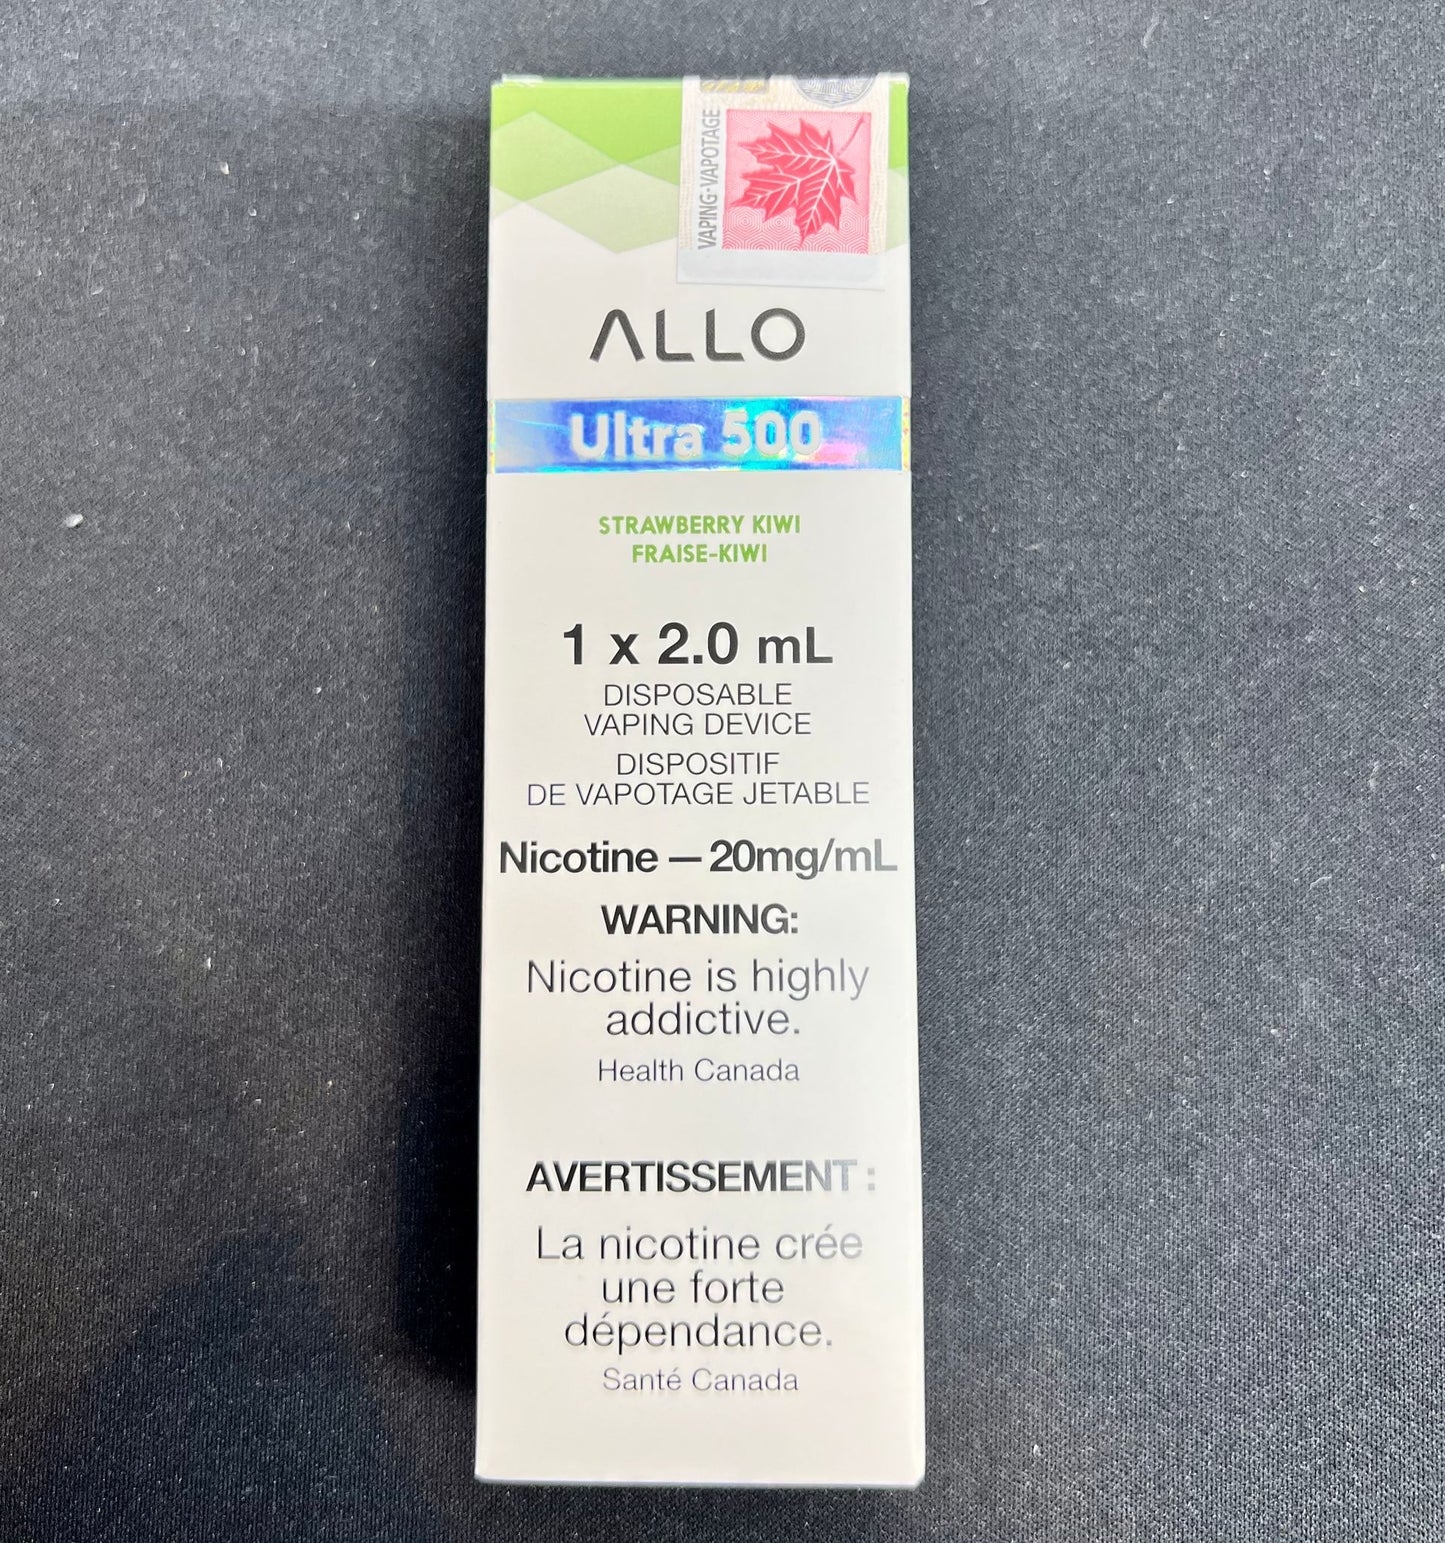 VAPING·VAPOTAGE
ALLO
Ultra 500
STRAWBERRY KIWI
FRAISE-KIWI
1 x 2.0 mL
DISPOSABLE
VAPING DEVICE
DISPOSITIF
DE VAPOTAGE JETABLE
Nicotine — 20mg/mL
WARNING:
Nicotine is highly
addictive.
Health Canada
AVERTISSEMENT :
La nicotine crée
une forte
dépendance.
Santé Canada